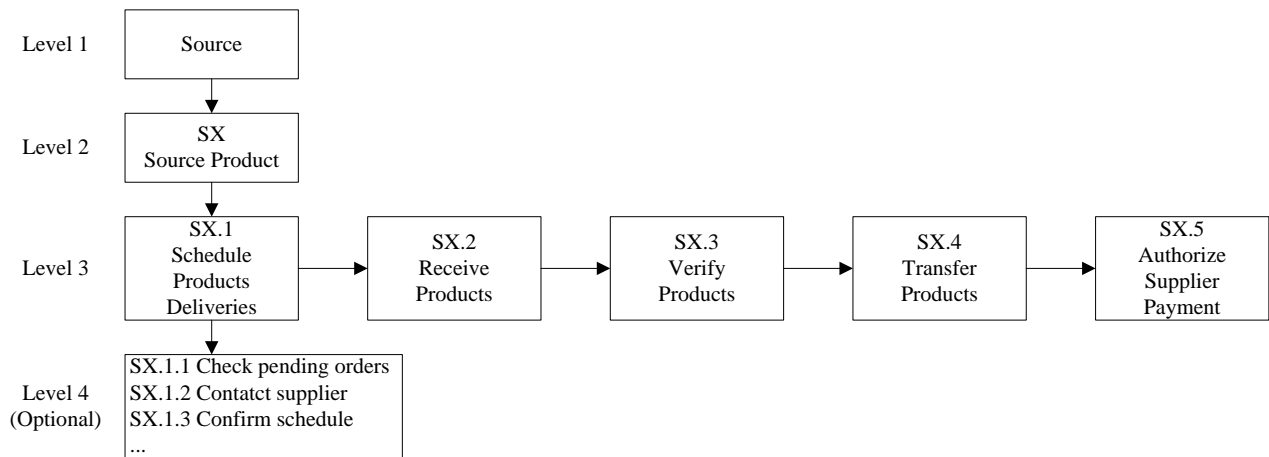 Level 1
Source
Level 2
SX
Source Product
Level 3
SX.1
Schedule
Products
Deliveries
SX.2
Receive
Products
SX.3
Verify
Products
SX.4
Transfer
Products
SX.5
Authorize
Supplier
Payment
Level 4
(Optional)
SX.1.1 Check pending orders
SX.1.2 Contatct supplier
SX.1.3 Confirm schedule
...